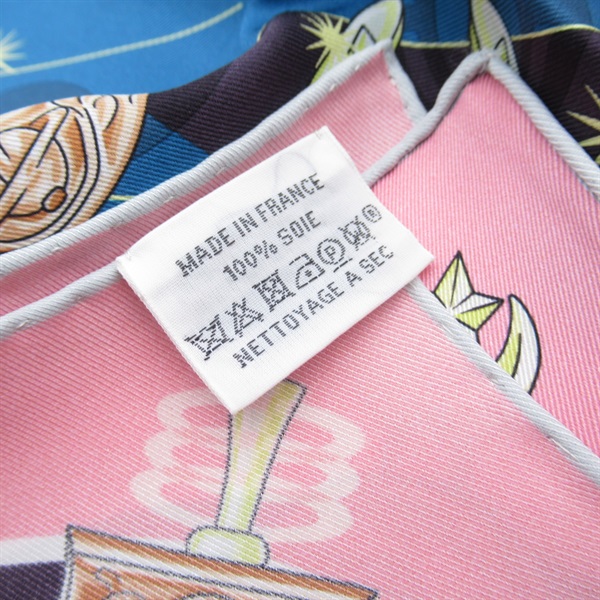 MADE IN FRANCE
100% SOIE
Ⓟ ®
NETTOYAGE A SEC